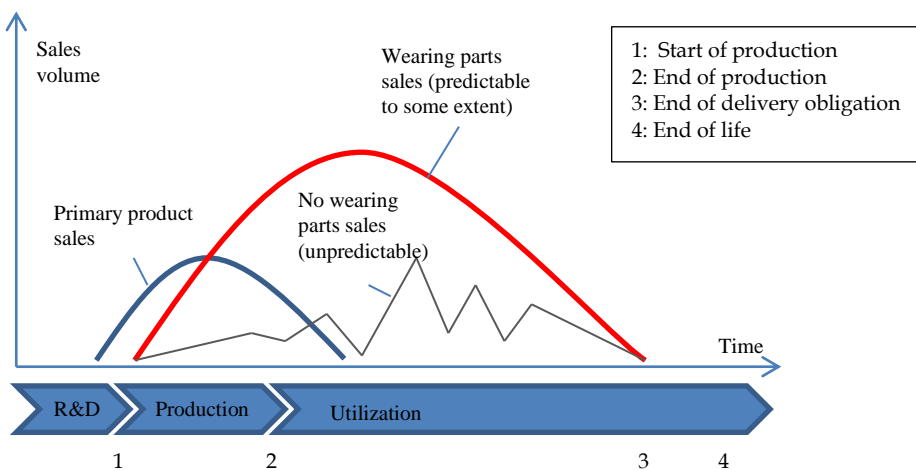 Sales
volume
Wearing parts
sales (predictable
to some extent)
1: Start of production
2: End of production
3: End of delivery obligation
4: End of life
Primary product
sales
No wearing
parts sales
(unpredictable)
Time
R&D
Production
Utilization
1
2
3
4